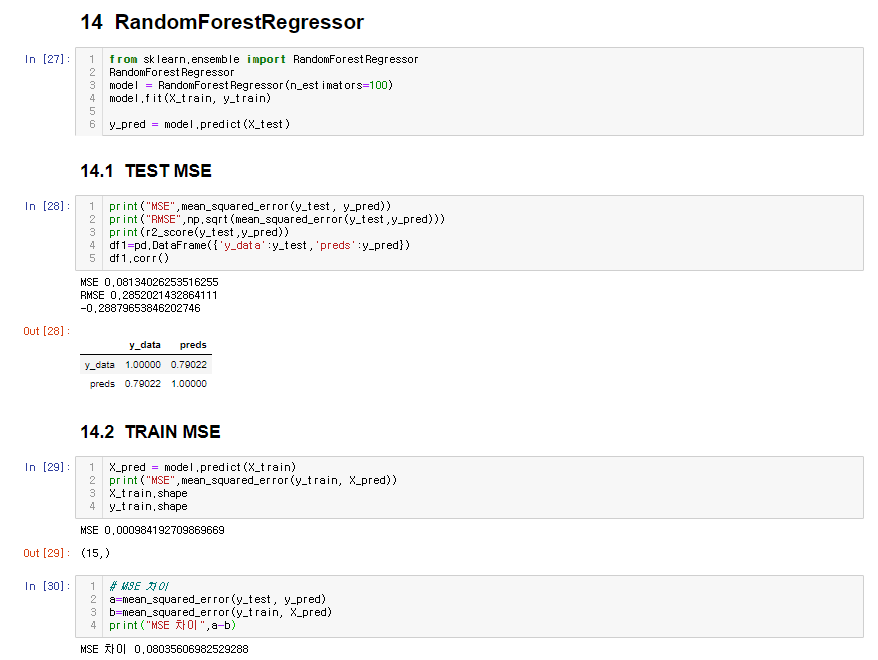 14 RandomForestRegressor
In [27]:
1 from sklearn.ensemble import RandomForestRegressor
2 RandomForestRegressor
3 model = RandomForestRegressor(n_estimators=100)
4 model.fit(X_train, y_train)
5
6 y_pred = model.predict(X_test)
14.1 TEST MSE
In [28]:
1 print("MSE",mean_squared_error(y_test, y_pred))
2 print("RMSE",np.sqrt(mean_squared_error(y_test,y_pred)))
3 print(r2_score(y_test,y_pred))
4 df1=pd.DataFrame({'y_data':y_test,'preds':y_pred})
5 df1.corr()
MSE 0.08134026253516255
RMSE 0.2852021432864111
-0.28879653846202746
Out[28]:
y_data preds
y_data 1.00000 0.79022
preds 0.79022 1.00000
14.2 TRAIN MSE
In [29]:
1 X_pred = model.predict(X_train)
2 print("MSE",mean_squared_error(y_train, X_pred))
3 X_train.shape
4 y_train.shape
MSE 0.000984192709869669
Out[29]: (15,)
In [30]:
1 # MSE 차이
2 a=mean_squared_error(y_test, y_pred)
3 b=mean_squared_error(y_train, X_pred)
4 print("MSE 차이",a-b)
MSE 차이 0.08035606982529288